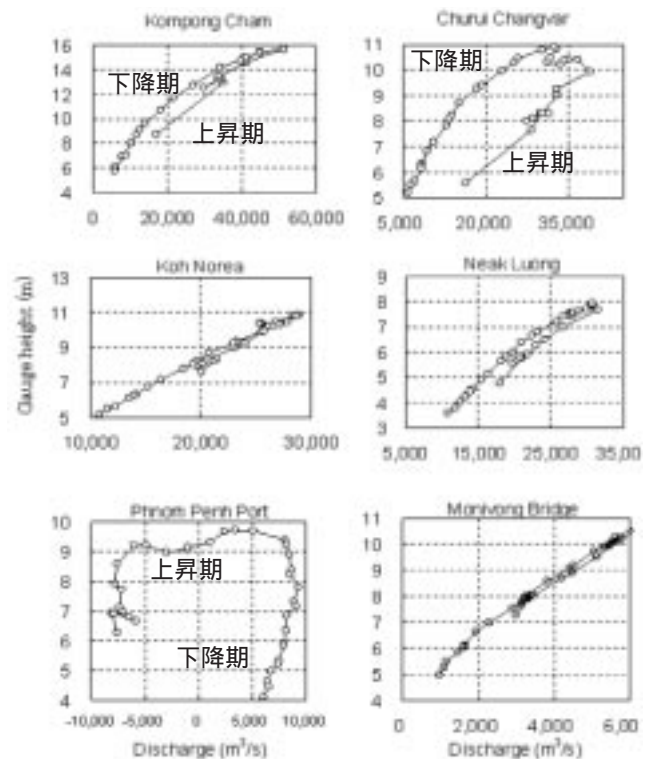 Kompong Cham
16
14
12
10
8
6
4
0 20,000 40,000 60,000
下降期
上昇期
Chrui Changvar
11
10
9
8
7
6
5
5,000 20,000 35,000
下降期
上昇期
Koh Norea
13
11
9
7
5
10,000 20,000 30,000
Gauge height (m)
Neak Luong
9
8
7
6
5
4
3
5,000 15,000 25,000 35,00
Phnom Penh Port
10
9
8
7
6
5
4
-10,000 -5,000 0 5,000 10,000
上昇期
下降期
Discharge (m³/s)
Monivong Bridge
11
10
9
8
7
6
5
4
0 2,000 4,000 6,00
Discharge (m³/s)